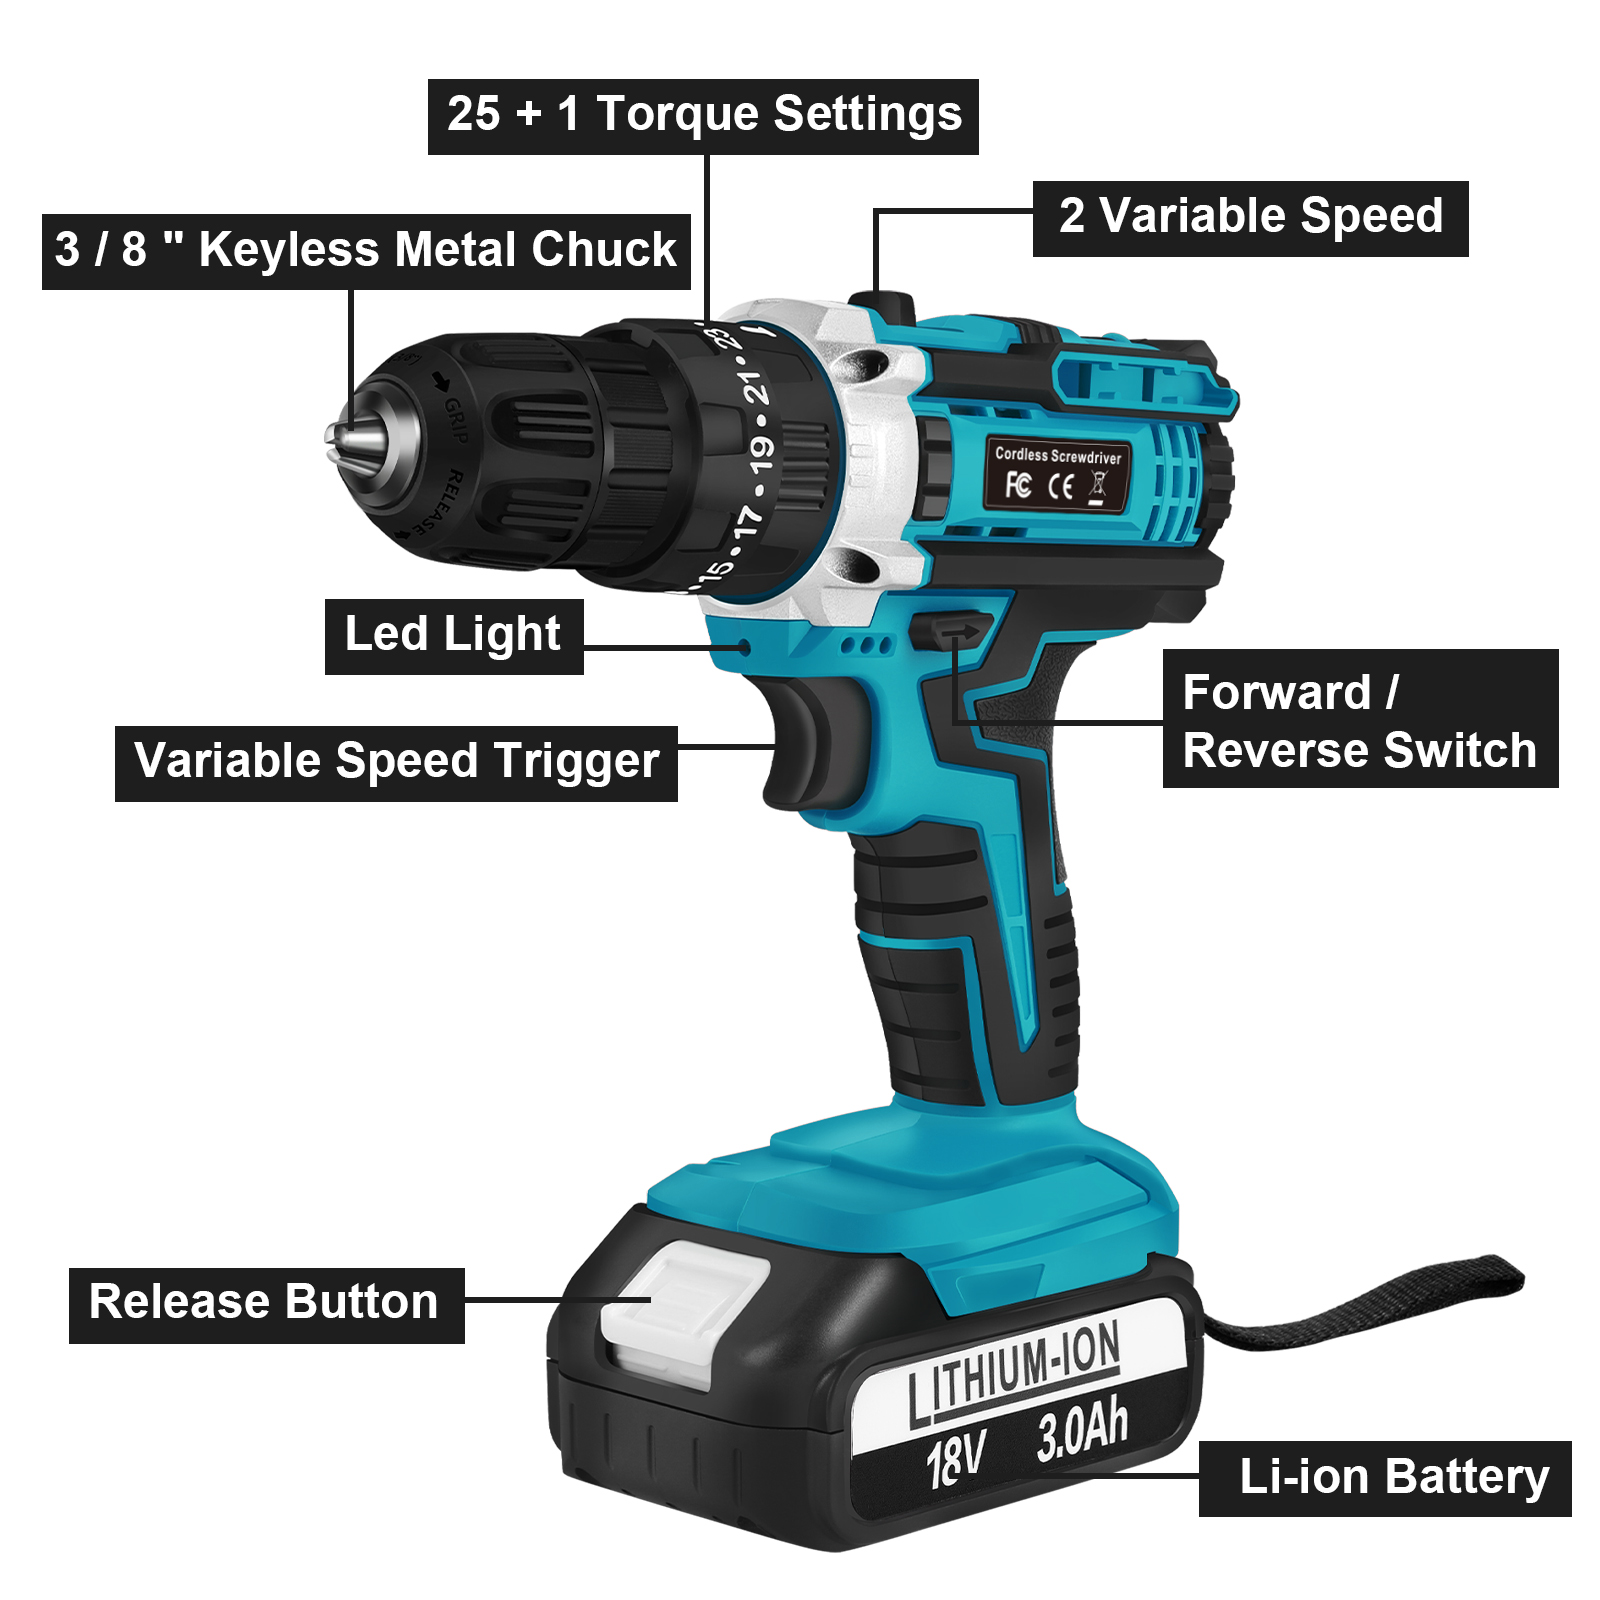 25 + 1 Torque Settings
2 Variable Speed
3 / 8 " Keyless Metal Chuck
1
23
21
19
17
15
GRIP
RELEASE
Cordless Screwdriver
FC CE
Led Light
Forward /
Reverse Switch
Variable Speed Trigger
Release Button
LITHIUM-ION
18V 3.0Ah
Li-ion Battery